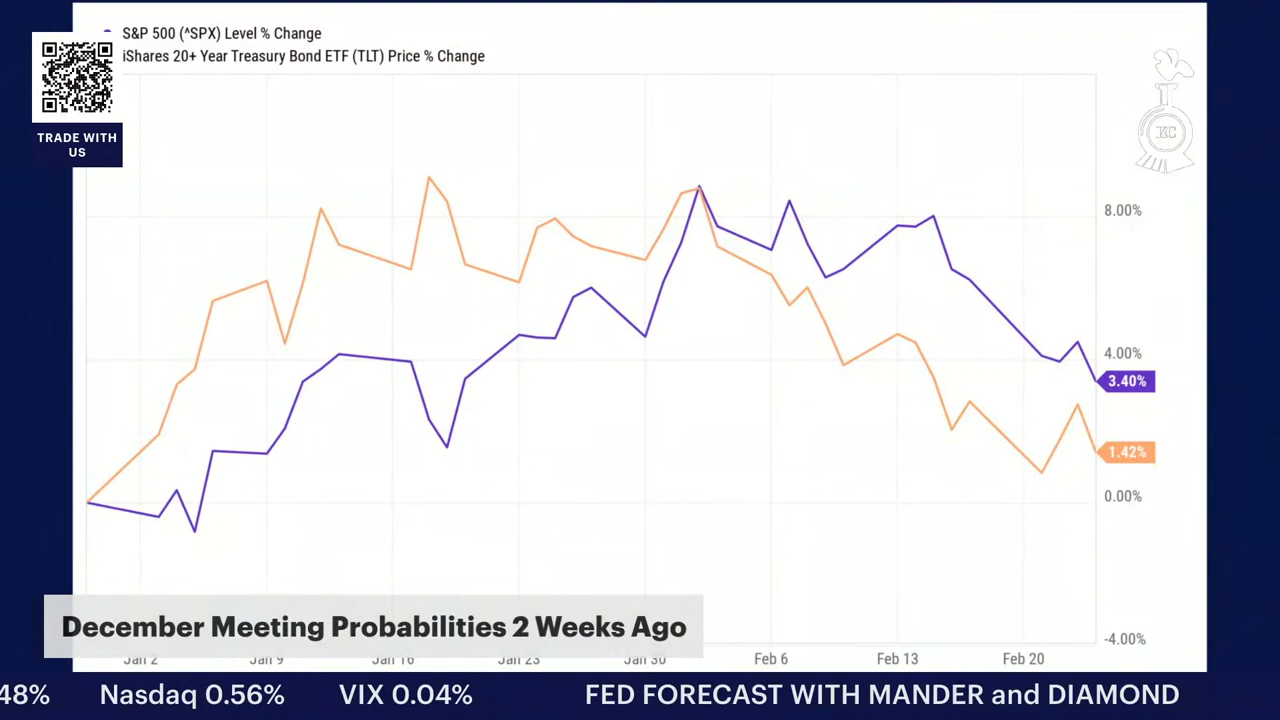 S&P 500 (^SPX) Level % Change
iShares 20+ Year Treasury Bond ETF (TLT) Price % Change
TRADE WITH
US
KC
8.00%
4.00%
3.40%
1.42%
0.00%
-4.00%
December Meeting Probabilities 2 Weeks Ago
Jan 2 Jan 9 Jan 16 Jan 23 Jan 30 Feb 6 Feb 13 Feb 20
48% Nasdaq 0.56% VIX 0.04% FED FORECAST WITH MANDER and DIAMOND